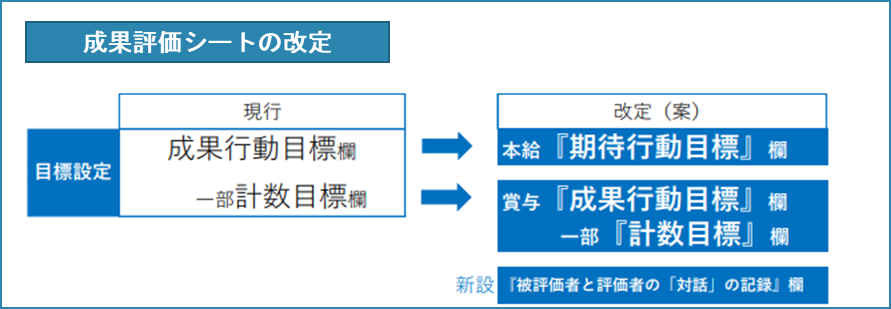 成果評価シートの改定
現行
改定（案）
目標設定
成果行動目標欄
一部計数目標欄
本給『期待行動目標』欄
賞与『成果行動目標』欄
一部『計数目標』欄
新設『被評価者と評価者の「対話」の記録』欄